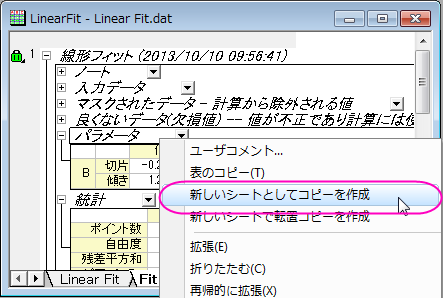 LinearFit - Linear Fit.dat
1
線形フィット (2013/10/10 09:56:41)
ノート
入力データ
マスクされたデータ - 計算から除外される値
良くないデータ(欠損値) -- 値が不正であり計算には使
パラメータ
B 切片 -0.2
傾き 1.2
統計
ポイント数
自由度
残差平方和
Linear Fit
Fit
ユーザコメント...
表のコピー(T)
新しいシートとしてコピーを作成
新しいシートで転置コピーを作成
拡張(E)
折りたたむ(C)
再帰的に拡張(X)